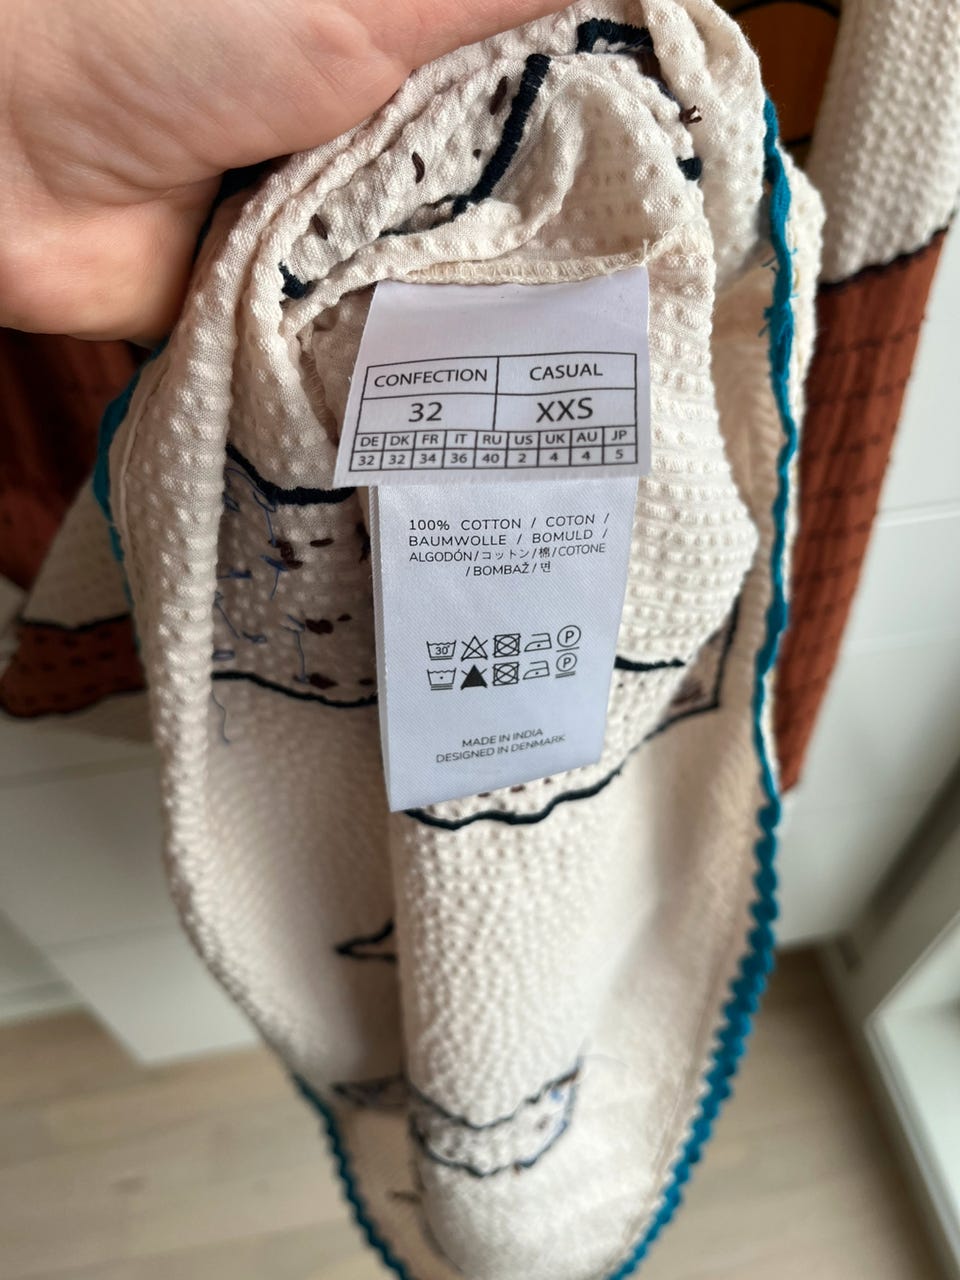 CONFECTION CASUAL
32 XXS
DE DK FR IT RU US UK AU JP
32 32 34 36 40 2 4 4 5
100% COTTON / COTON /
BAUMWOLLE / BOMULD /
ALGODÓN / コットン / 棉 / COTONE
/ BOMBAŽ / 면
30°
P
P
MADE IN INDIA
DESIGNED IN DENMARK